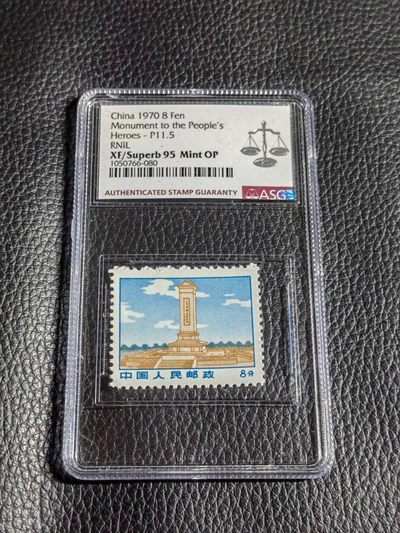 China 1970 8 Fen
Monument to the People's
Heroes - P11.5
RNiL
XF/Superb 95 Mint OP
1050766-080
AUTHENTICATED STAMP GUARANTY ASG
中国人民邮政 8分